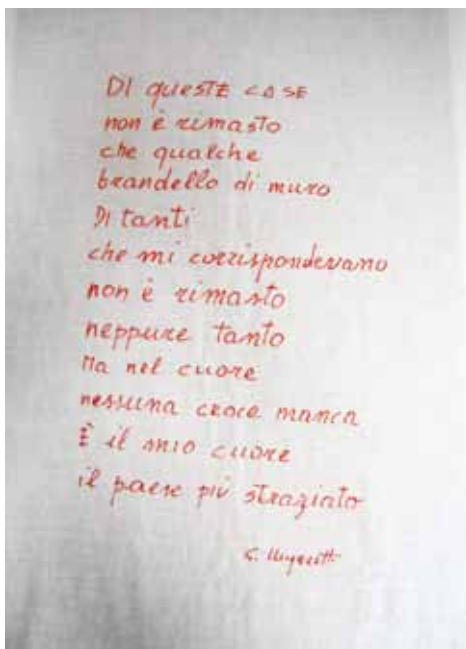 DI queSTE CASE
non è rimasto
che qualche
brandello di muro
Di tanti
che mi corrispondevano
non è rimasto
neppure tanto
Ma nel cuore
nessuna croce manca
È il mio cuore
il paese più straziato
G. Ungaretti